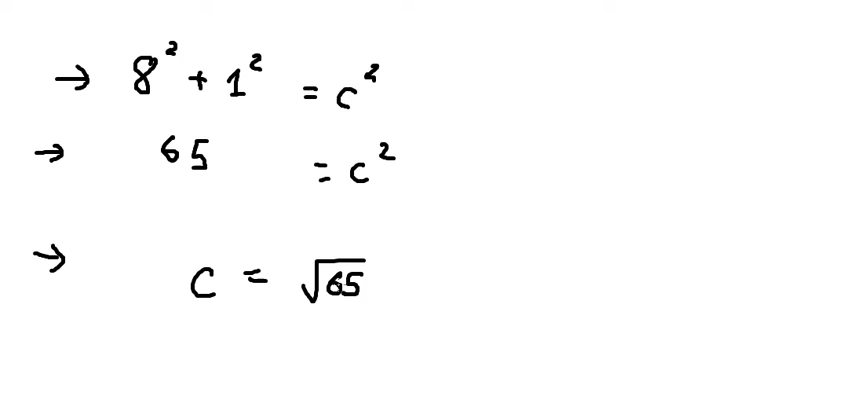 → 8² + 1² = c²
→ 65 = c²
→ C = √65